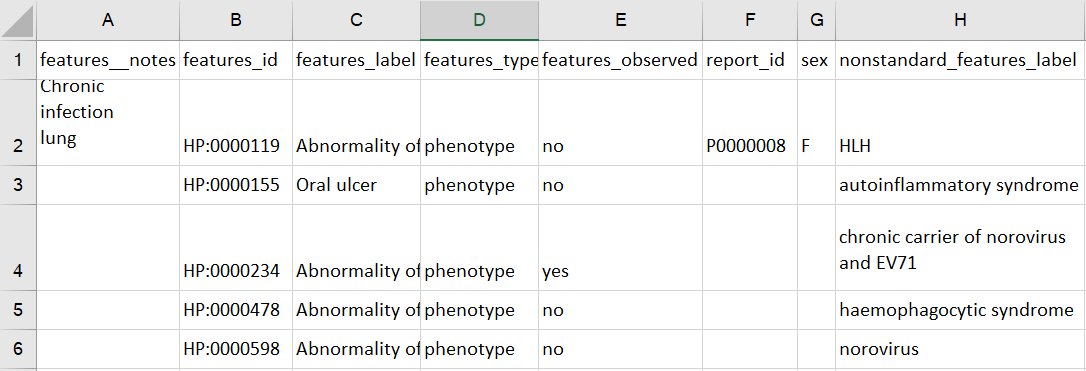 A B C D E F G H
1 features__notes features_id features_label features_type features_observed report_id sex nonstandard_features_label
Chronic
infection
lung
2 HP:0000119 Abnormality of phenotype no P0000008 F HLH
3 HP:0000155 Oral ulcer phenotype no autoinflammatory syndrome
chronic carrier of norovirus
and EV71
4 HP:0000234 Abnormality of phenotype yes
5 HP:0000478 Abnormality of phenotype no haemophagocytic syndrome
6 HP:0000598 Abnormality of phenotype no norovirus